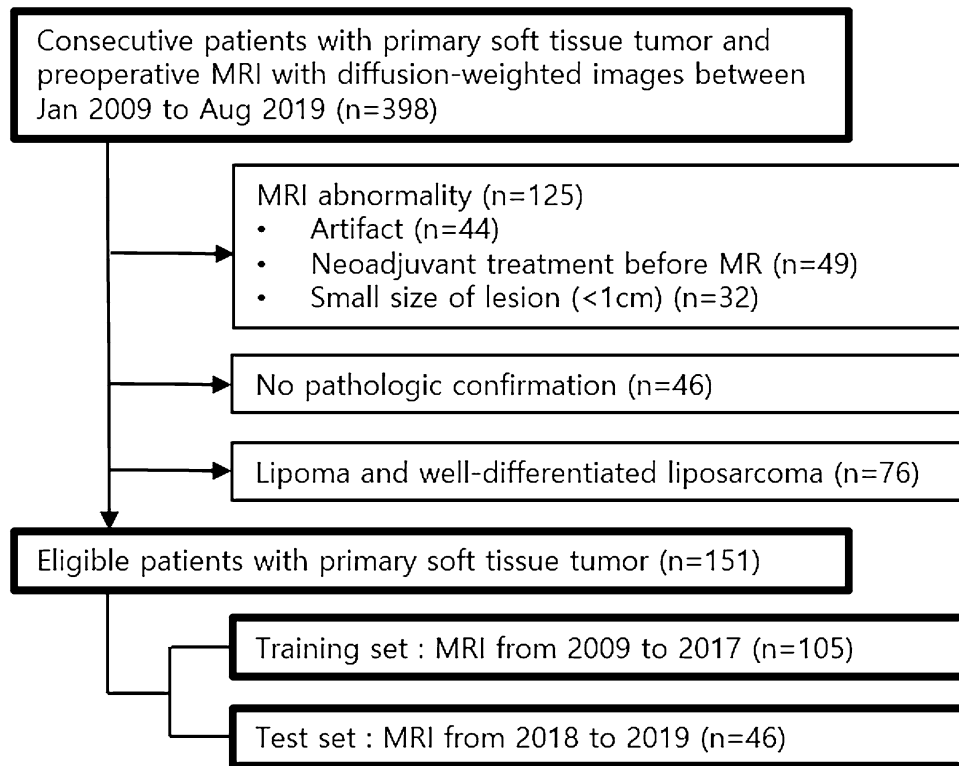 Consecutive patients with primary soft tissue tumor and
preoperative MRI with diffusion-weighted images between
Jan 2009 to Aug 2019 (n=398)
MRI abnormality (n=125)
• Artifact (n=44)
• Neoadjuvant treatment before MR (n=49)
• Small size of lesion (<1cm) (n=32)
No pathologic confirmation (n=46)
Lipoma and well-differentiated liposarcoma (n=76)
Eligible patients with primary soft tissue tumor (n=151)
Training set : MRI from 2009 to 2017 (n=105)
Test set : MRI from 2018 to 2019 (n=46)